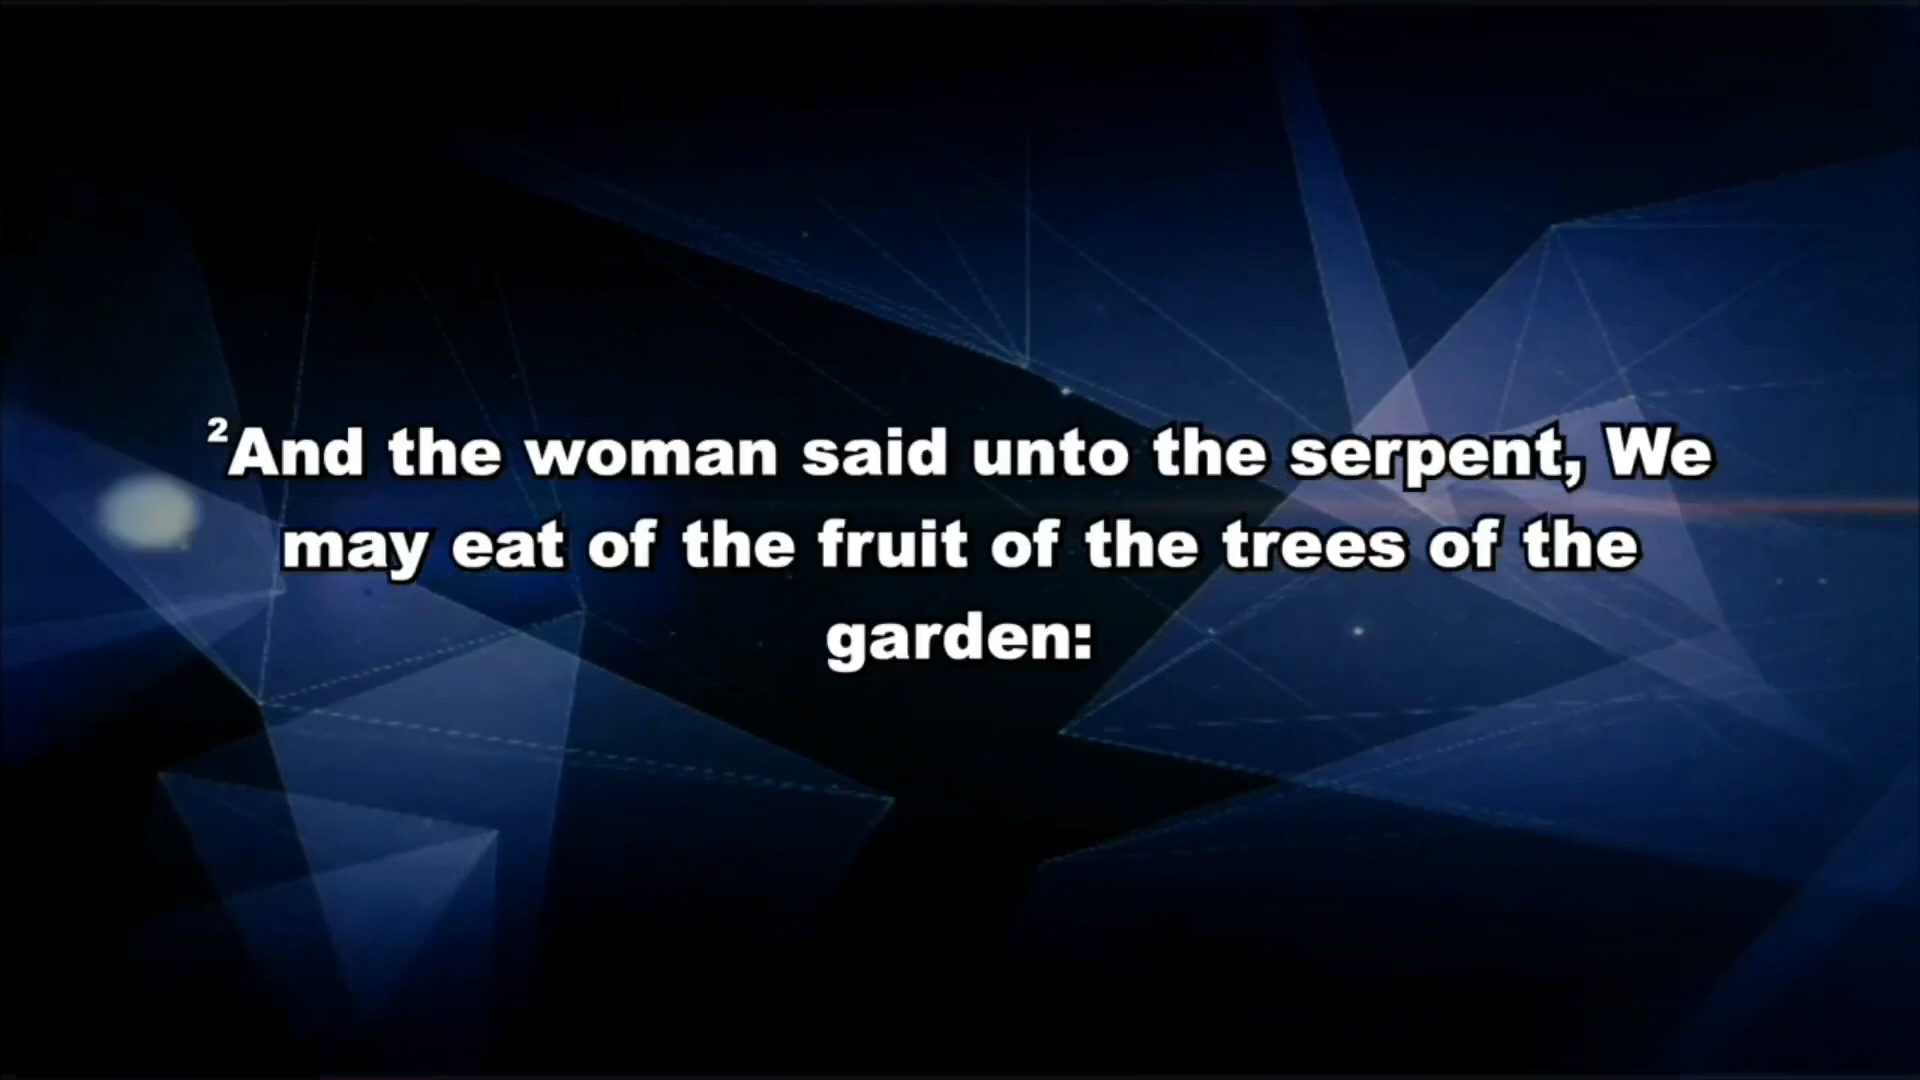 ²And the woman said unto the serpent, We
may eat of the fruit of the trees of the
garden: